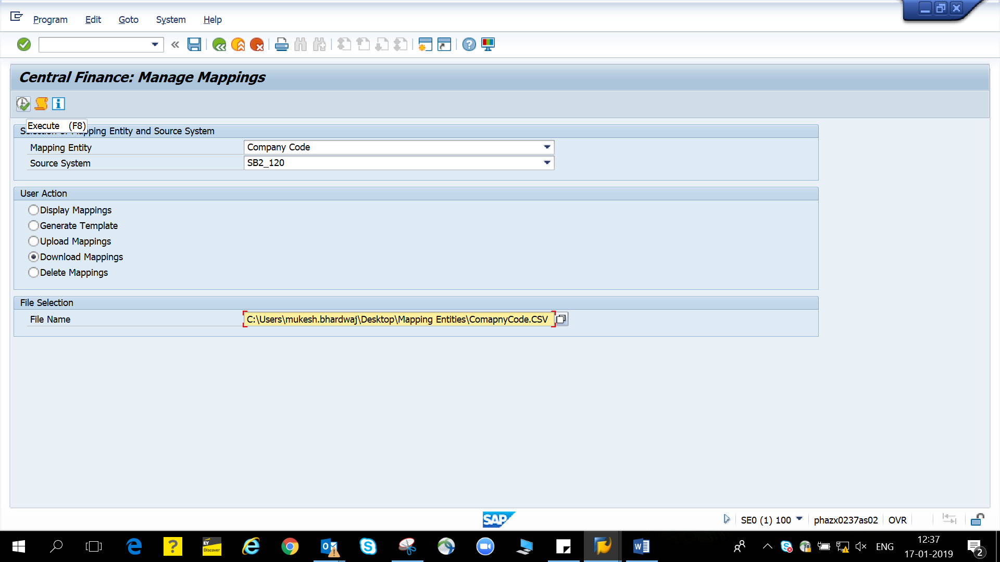 Program Edit Goto System Help
Central Finance: Manage Mappings
Execute (F8)
Mapping Entity and Source System
Mapping Entity Company Code
Source System SB2_120
User Action
Display Mappings
Generate Template
Upload Mappings
Download Mappings
Delete Mappings
File Selection
File Name C:\Users\mukesh.bhardwaj\Desktop\Mapping Entities\ComapnyCode.CSV
SAP SE0 (1) 100 phazx0237as02 OVR
EY
Discover
ENG
12:37
17-01-2019
2